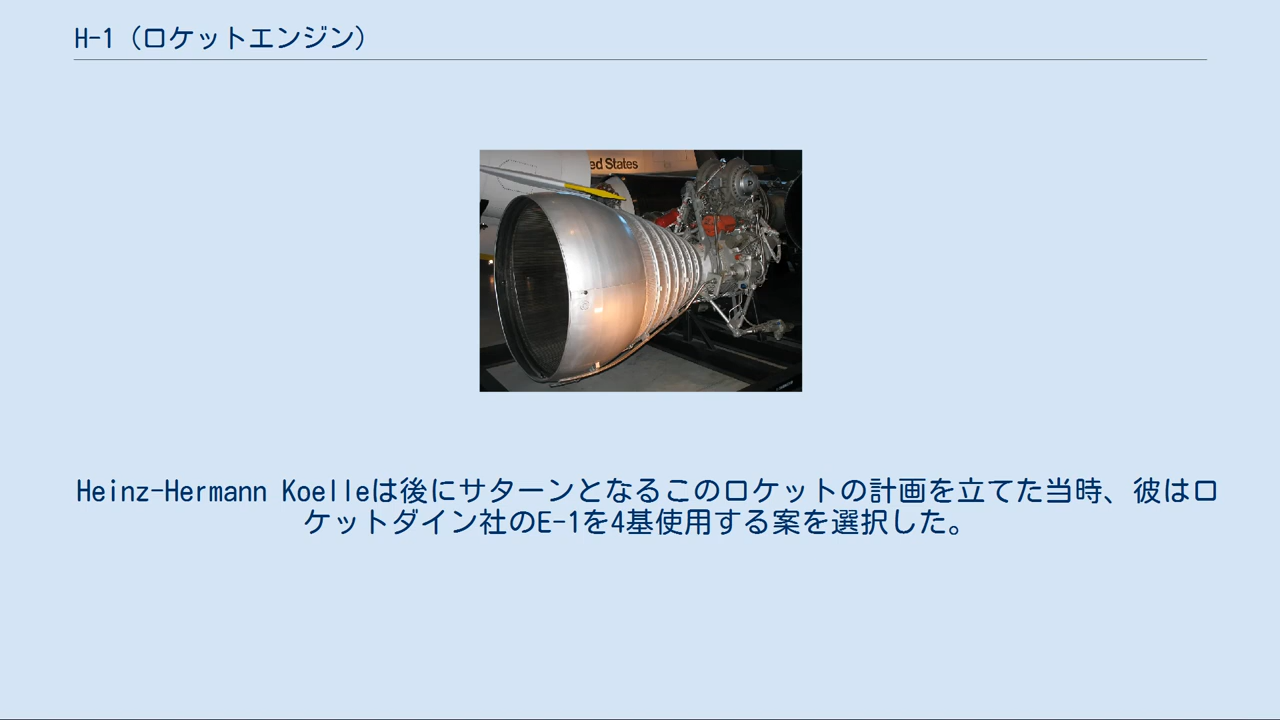 H-1（ロケットエンジン）
ed States
Heinz-Hermann Koelleは後にサターンとなるこのロケットの計画を立てた当時、彼はロ
ケットダイン社のE-1を4基使用する案を選択した。